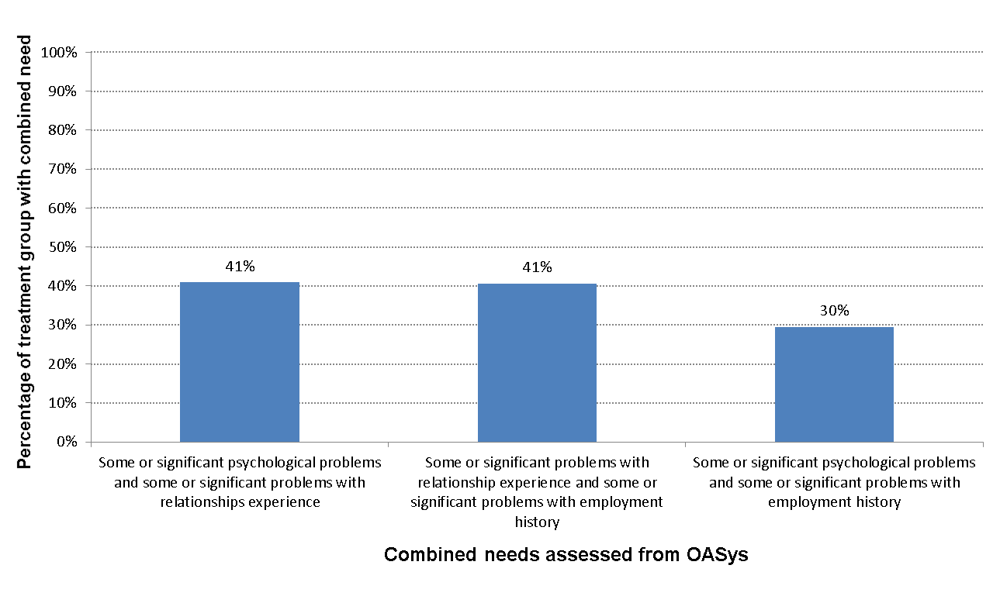 Percentage of treatment group with combined need
100%
90%
80%
70%
60%
50%
40%
30%
20%
10%
0%
41%
41%
30%
Some or significant psychological problems
and some or significant problems with
relationships experience
Some or significant problems with
relationship experience and some or
significant problems with employment
history
Some or significant psychological problems
and some or significant problems with
employment history
Combined needs assessed from OASys